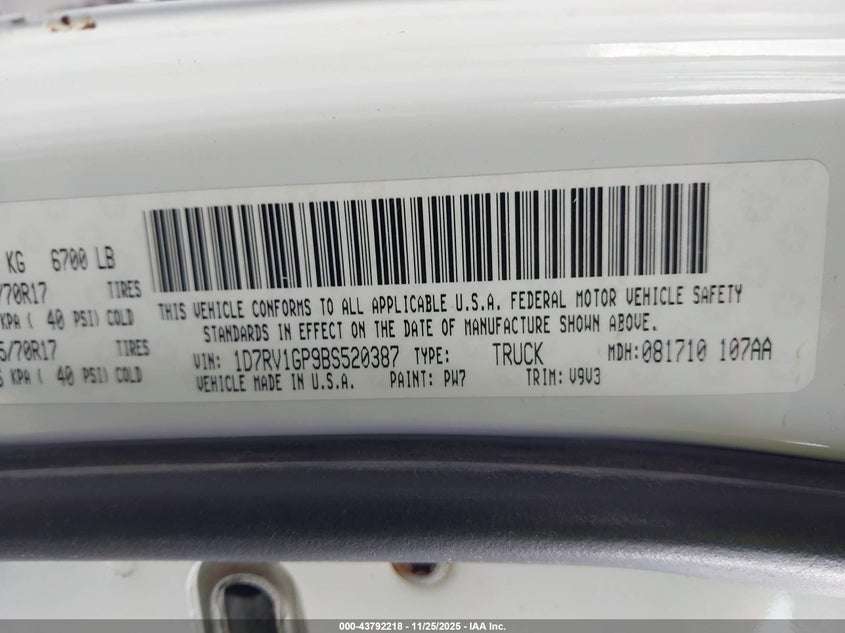 KG 6700 LB
/70R17 TIRES
KPA ( 40 PSI) COLD
5/70R17 TIRES
KPA ( 40 PSI) COLD
THIS VEHICLE CONFORMS TO ALL APPLICABLE U.S.A. FEDERAL MOTOR VEHICLE SAFETY
STANDARDS IN EFFECT ON THE DATE OF MANUFACTURE SHOWN ABOVE.
VIN: 1D7RV1GP9BS520387 TYPE: TRUCK MDH:081710 107AA
VEHICLE MADE IN U.S.A. PAINT: PW7 TRIM: V9V3
000-43792218 - 11/25/2025 - IAA Inc.